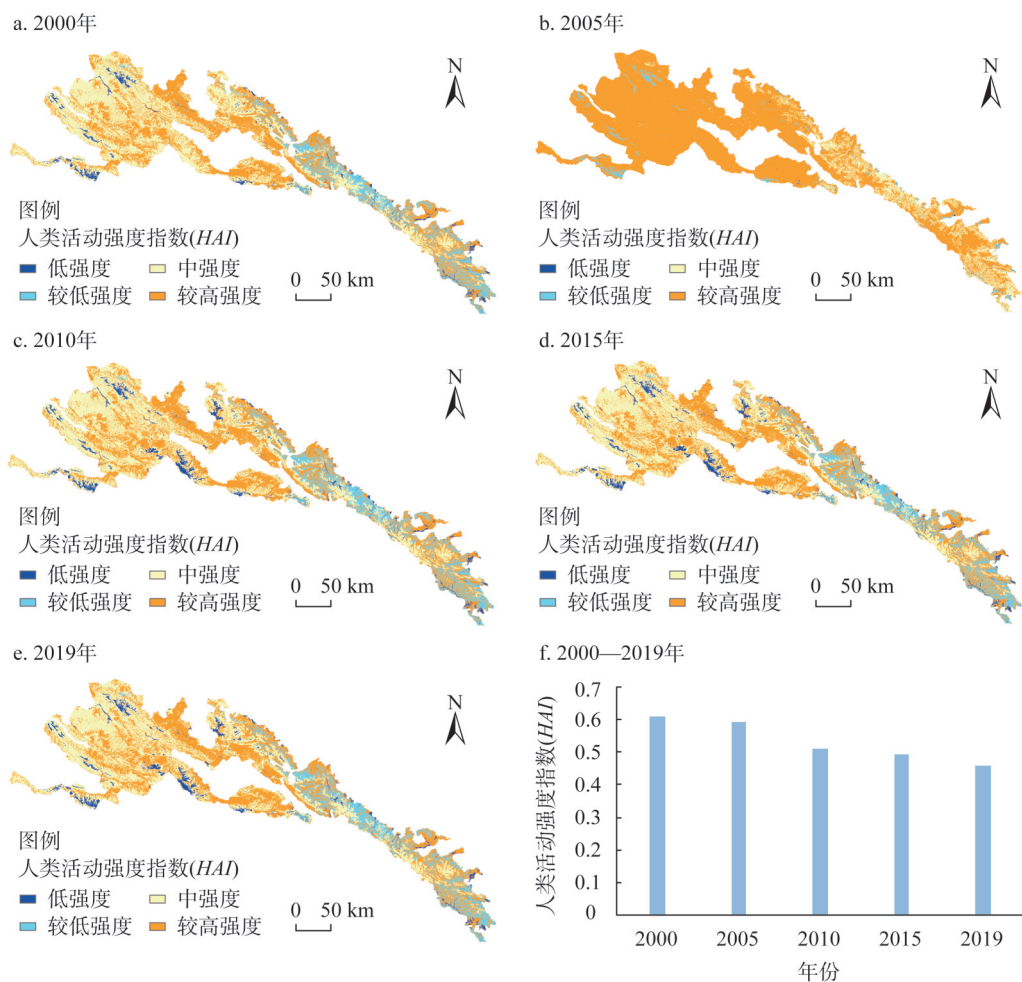 a. 2000年
N
图例
人类活动强度指数(HAI)
低强度 中强度
较低强度 较高强度
0 50 km
b. 2005年
N
图例
人类活动强度指数(HAI)
低强度 中强度
较低强度 较高强度
0 50 km
c. 2010年
N
图例
人类活动强度指数(HAI)
低强度 中强度
较低强度 较高强度
0 50 km
d. 2015年
N
图例
人类活动强度指数(HAI)
低强度 中强度
较低强度 较高强度
0 50 km
e. 2019年
N
图例
人类活动强度指数(HAI)
低强度 中强度
较低强度 较高强度
0 50 km
f. 2000—2019年
人类活动强度指数(HAI)
0.7
0.6
0.5
0.4
0.3
0.2
0.1
0
2000 2005 2010 2015 2019
年份